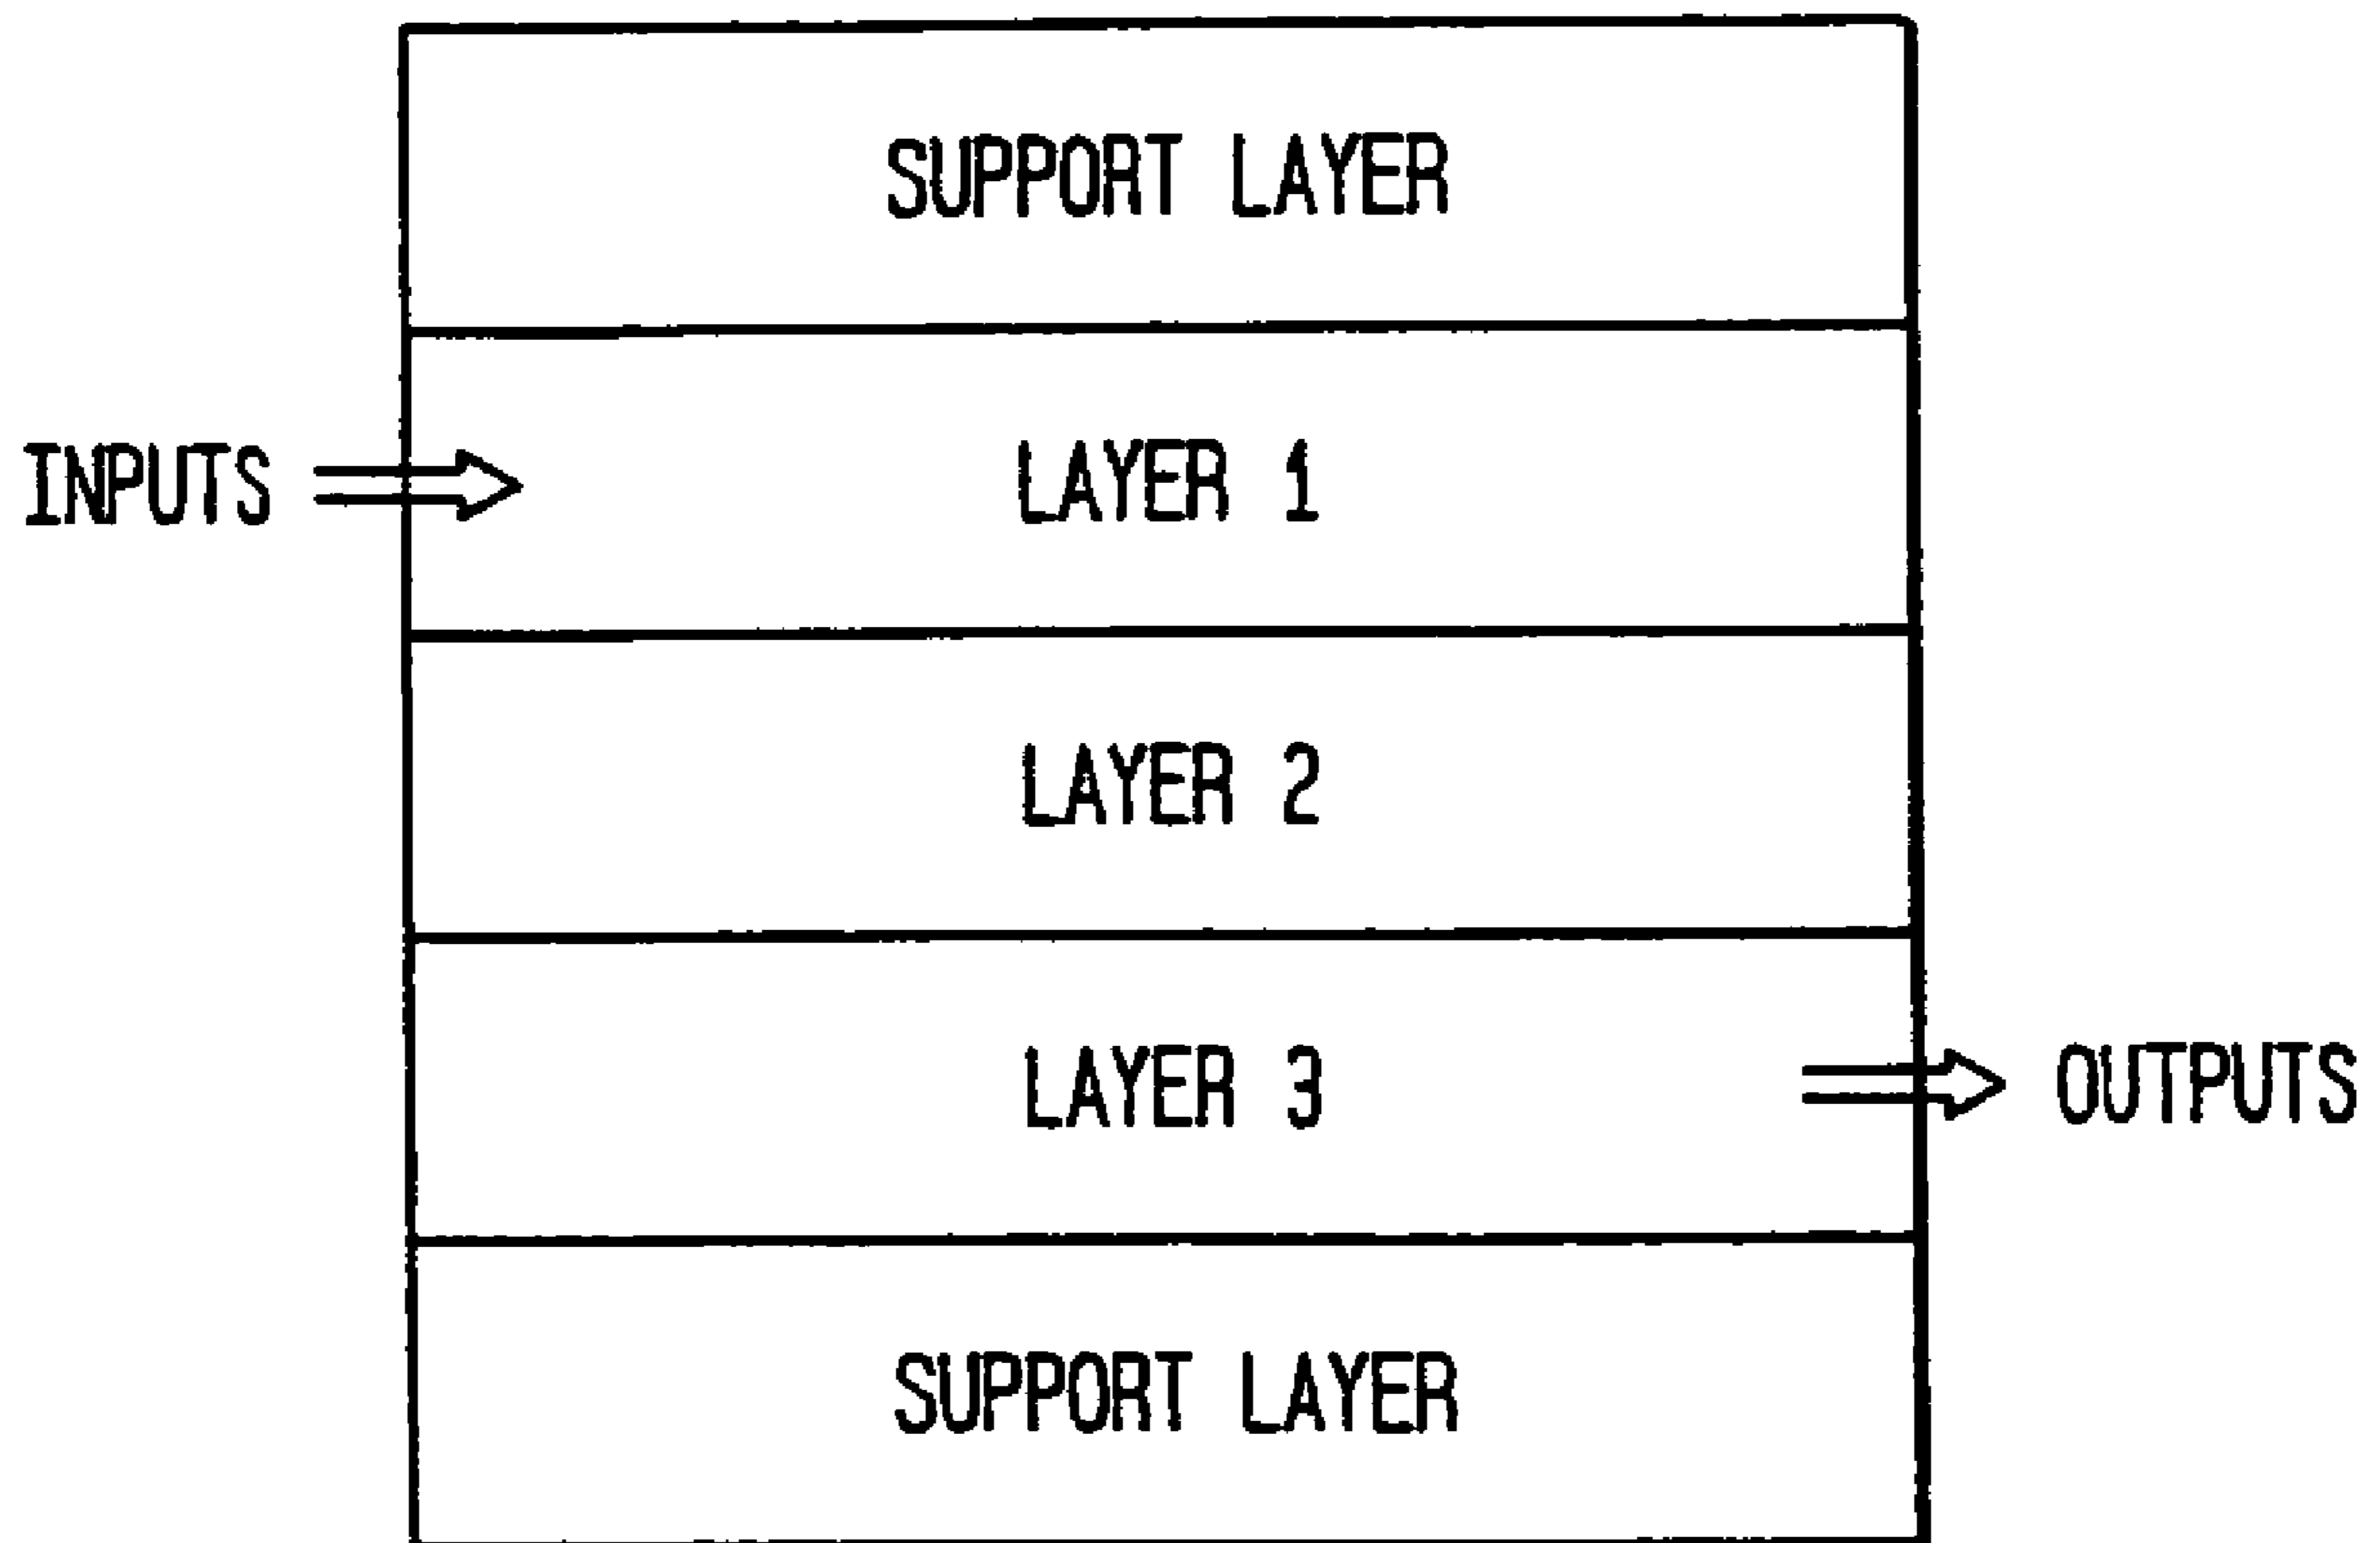 SUPPORT LAYER
INPUTS
LAYER 1
LAYER 2
LAYER 3
OUTPUTS
SUPPORT LAYER